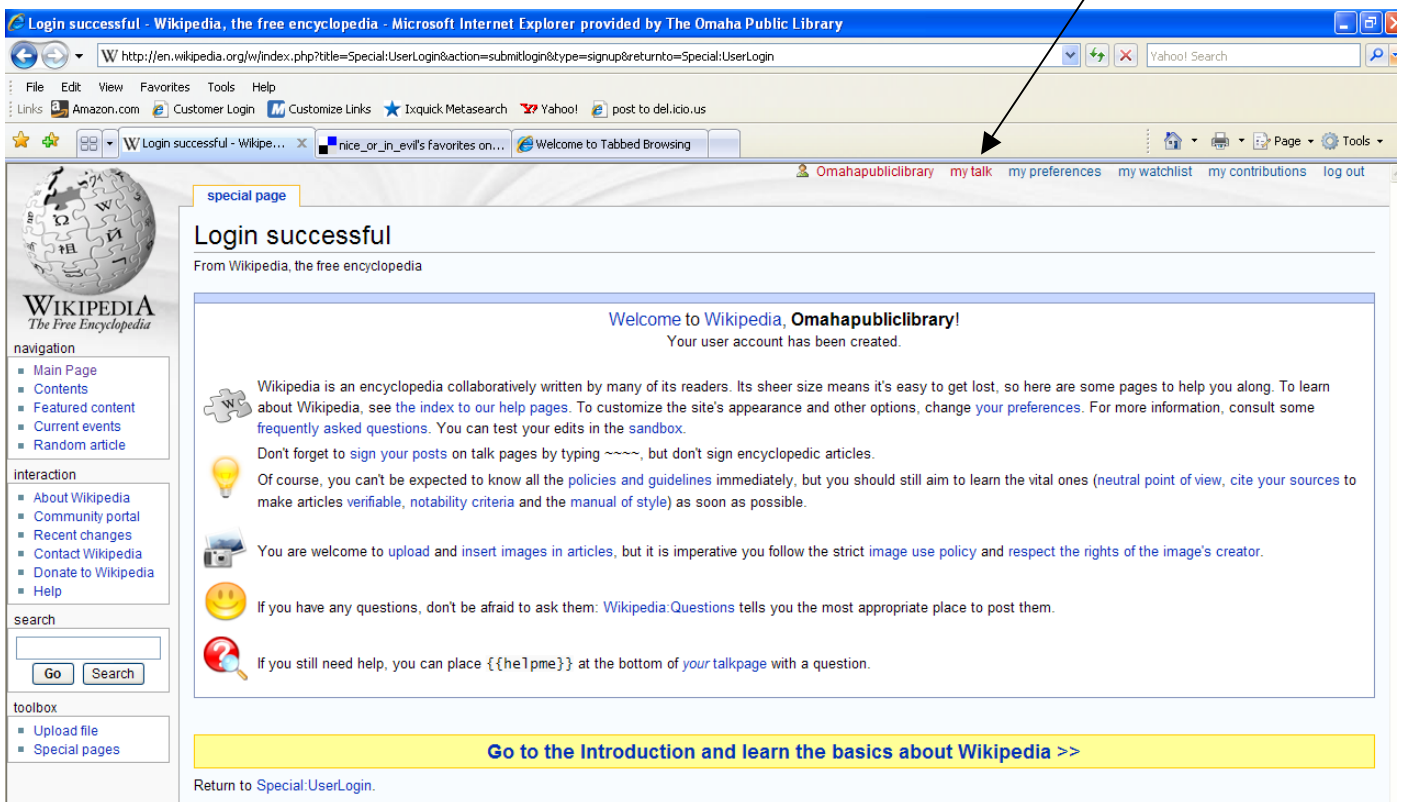 Login successful - Wikipedia, the free encyclopedia - Microsoft Internet Explorer provided by The Omaha Public Library
W http://en.wikipedia.org/w/index.php?title=Special:UserLogin&action=submitlogin&type=signup&returnto=Special:UserLogin
Yahoo! Search
File Edit View Favorites Tools Help
Links Amazon.com Customer Login Customize Links Ixquick Metasearch Yahoo! post to del.icio.us
W Login successful - Wikipe... nice_or_in_evil's favorites on... Welcome to Tabbed Browsing Page Tools
Omahapubliclibrary my talk my preferences my watchlist my contributions log out
special page
Login successful
From Wikipedia, the free encyclopedia
WIKIPEDIA
The Free Encyclopedia
navigation
Main Page
Contents
Featured content
Current events
Random article
interaction
About Wikipedia
Community portal
Recent changes
Contact Wikipedia
Donate to Wikipedia
Help
search
Go Search
toolbox
Upload file
Special pages
Welcome to Wikipedia, Omahapubliclibrary!
Your user account has been created.
Wikipedia is an encyclopedia collaboratively written by many of its readers. Its sheer size means it's easy to get lost, so here are some pages to help you along. To learn
about Wikipedia, see the index to our help pages. To customize the site's appearance and other options, change your preferences. For more information, consult some
frequently asked questions. You can test your edits in the sandbox.
Don't forget to sign your posts on talk pages by typing ~~~~, but don't sign encyclopedic articles.
Of course, you can't be expected to know all the policies and guidelines immediately, but you should still aim to learn the vital ones (neutral point of view, cite your sources to
make articles verifiable, notability criteria and the manual of style) as soon as possible.
You are welcome to upload and insert images in articles, but it is imperative you follow the strict image use policy and respect the rights of the image's creator.
If you have any questions, don't be afraid to ask them: Wikipedia:Questions tells you the most appropriate place to post them.
If you still need help, you can place {{helpme}} at the bottom of your talkpage with a question.
Go to the Introduction and learn the basics about Wikipedia >>
Return to Special:UserLogin.